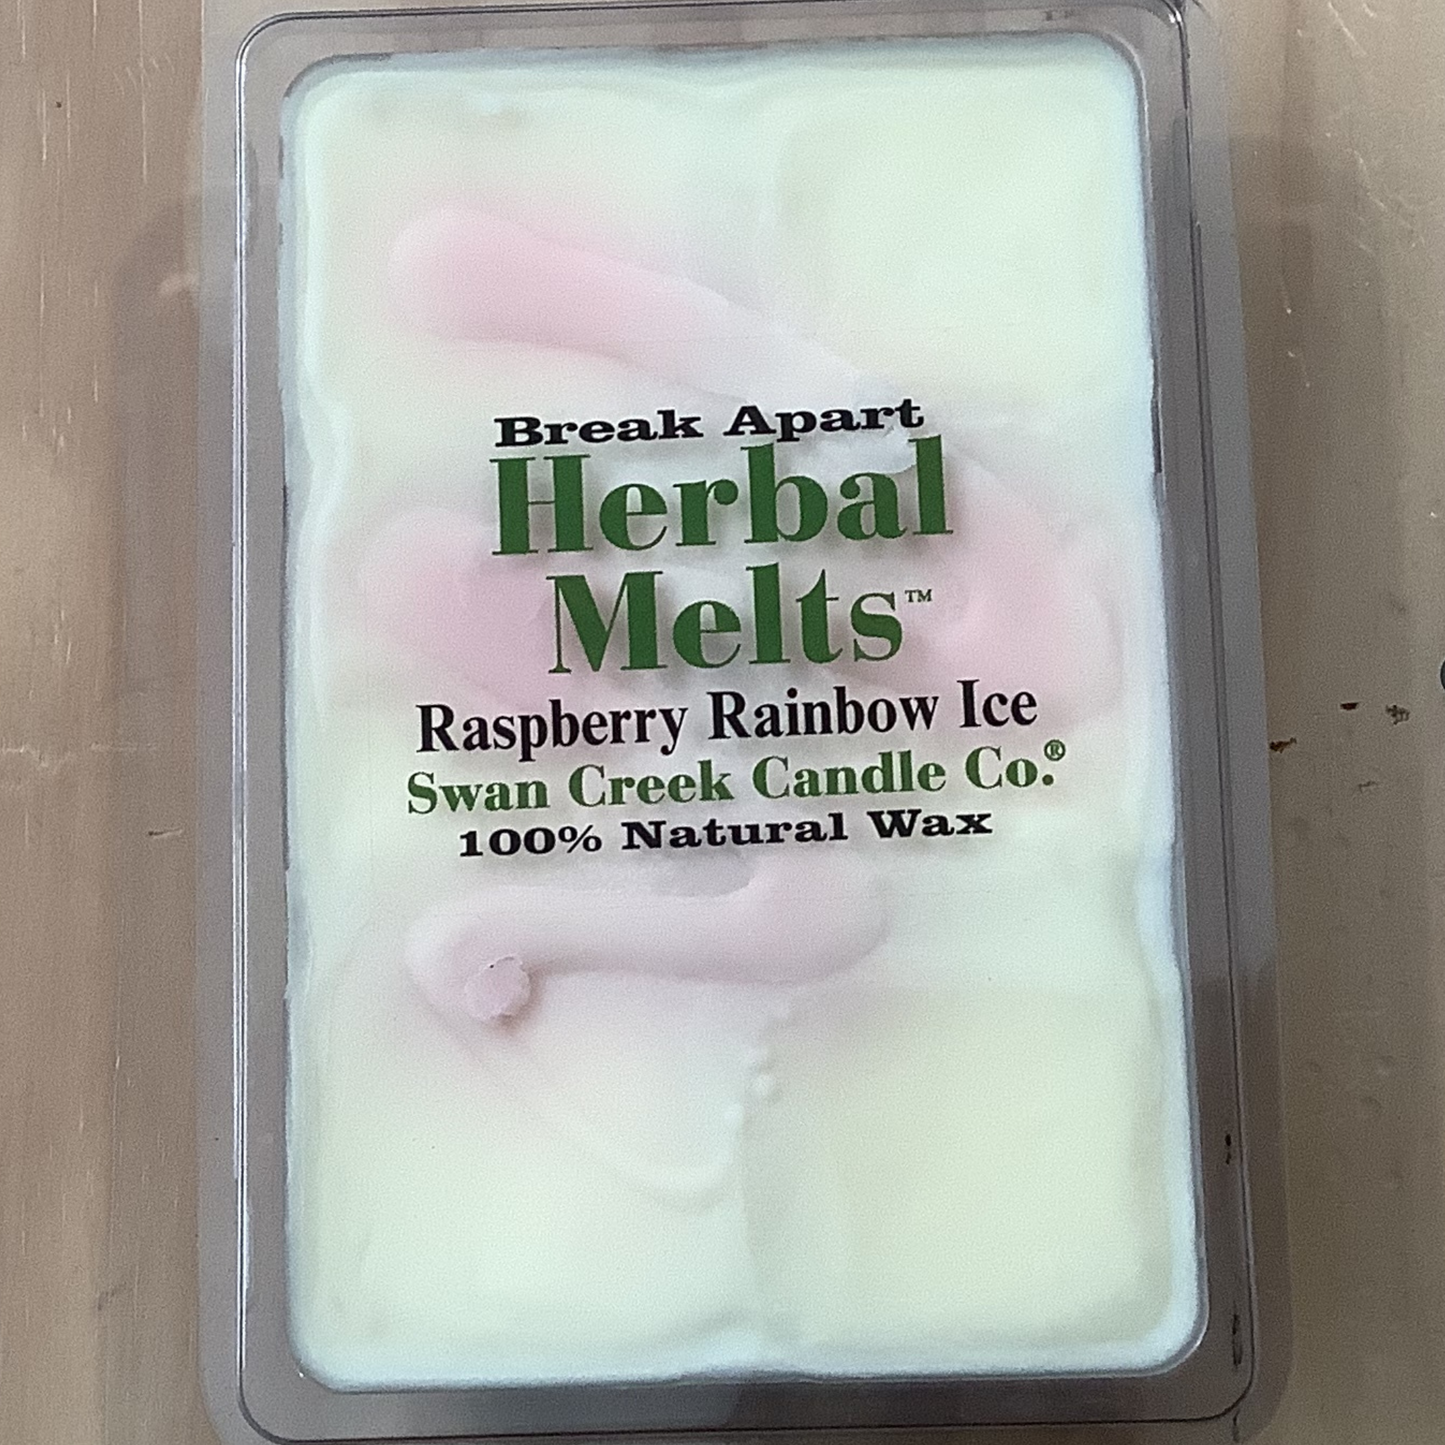 Break Apart
Herbal
Melts™
Raspberry Rainbow Ice
Swan Creek Candle Co.®
100% Natural Wax